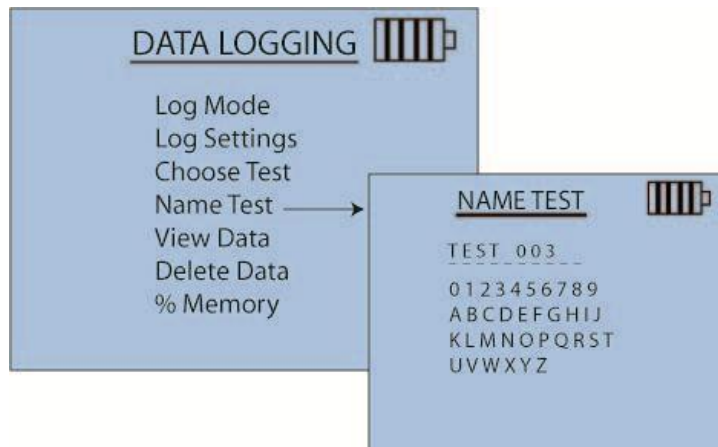 DATA LOGGING
Log Mode
Log Settings
Choose Test
Name Test
View Data
Delete Data
% Memory
NAME TEST
TEST 003
0123456789
ABCDEFGHIJ
KLMNOPQRST
UVWXYZ